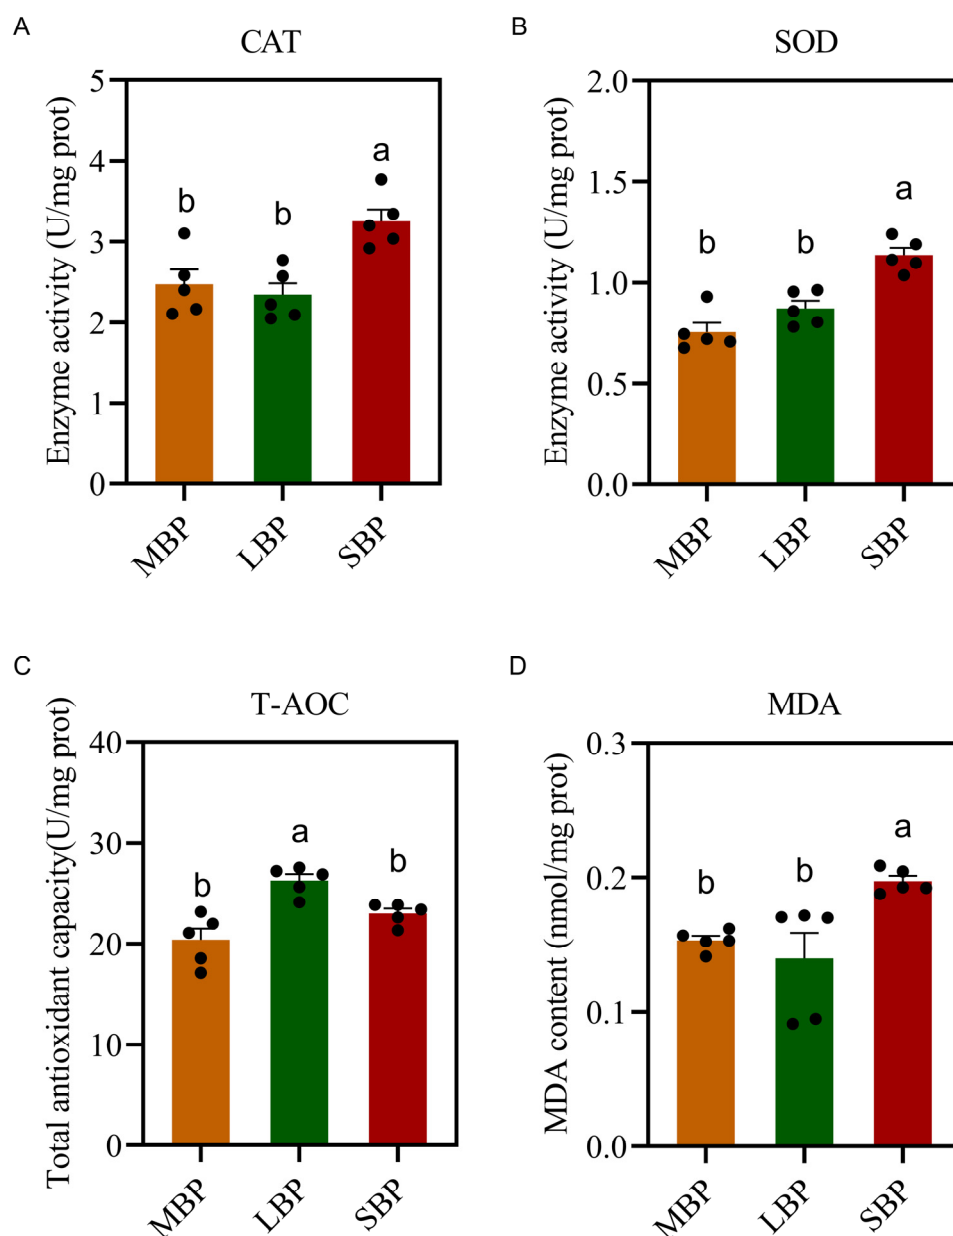 A
CAT
Enzyme activity (U/mg prot)
5
4
3
2
1
0
b
b
a
MBP
LBP
SBP
B
SOD
Enzyme activity (U/mg prot)
2.0
1.5
1.0
0.5
0.0
b
b
a
MBP
LBP
SBP
C
T-AOC
Total antioxidant capacity(U/mg prot)
40
30
20
10
0
b
a
b
MBP
LBP
SBP
D
MDA
MDA content (nmol/mg prot)
0.3
0.2
0.1
0.0
b
b
a
MBP
LBP
SBP